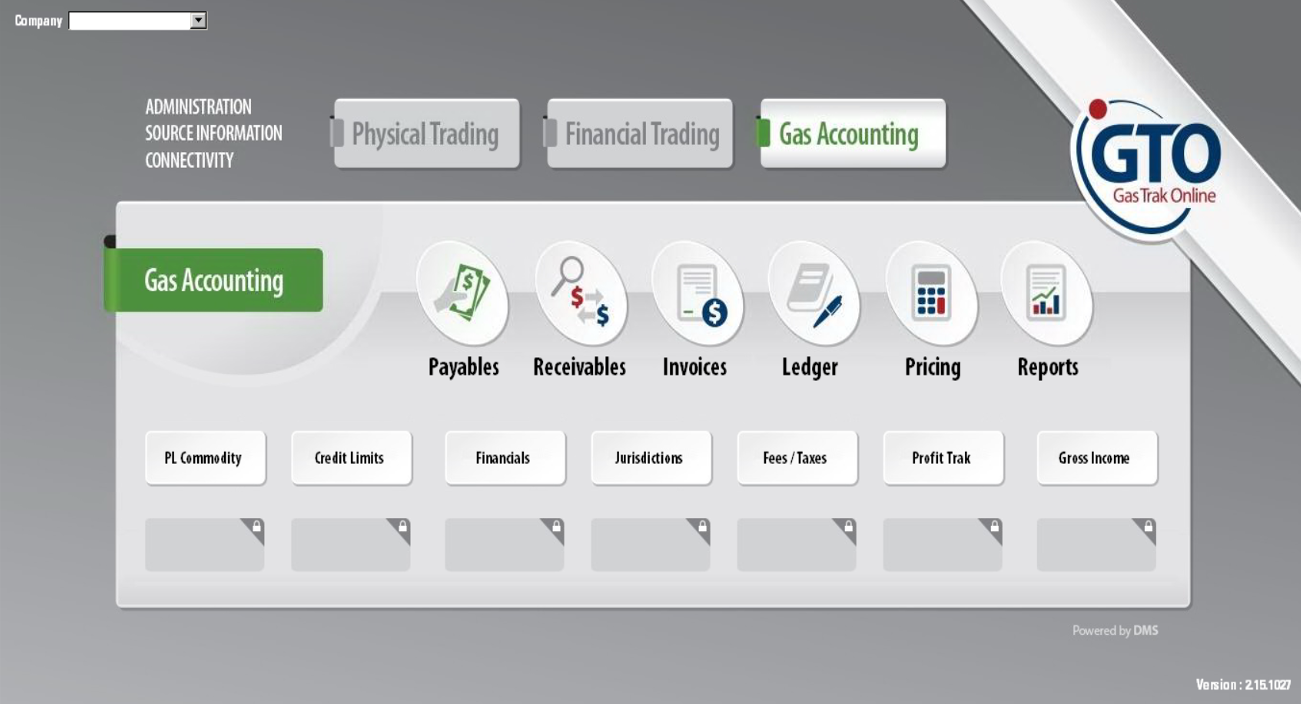 Company
ADMINISTRATION
SOURCE INFORMATION
CONNECTIVITY
Physical Trading
Financial Trading
Gas Accounting
GTO
GasTrak Online
Gas Accounting
$
$
$
$
Payables
Receivables
Invoices
Ledger
Pricing
Reports
PL Commodity
Credit Limits
Financials
Jurisdictions
Fees / Taxes
Profit Trak
Gross Income
Powered by DMS
Version : 2.15.1027